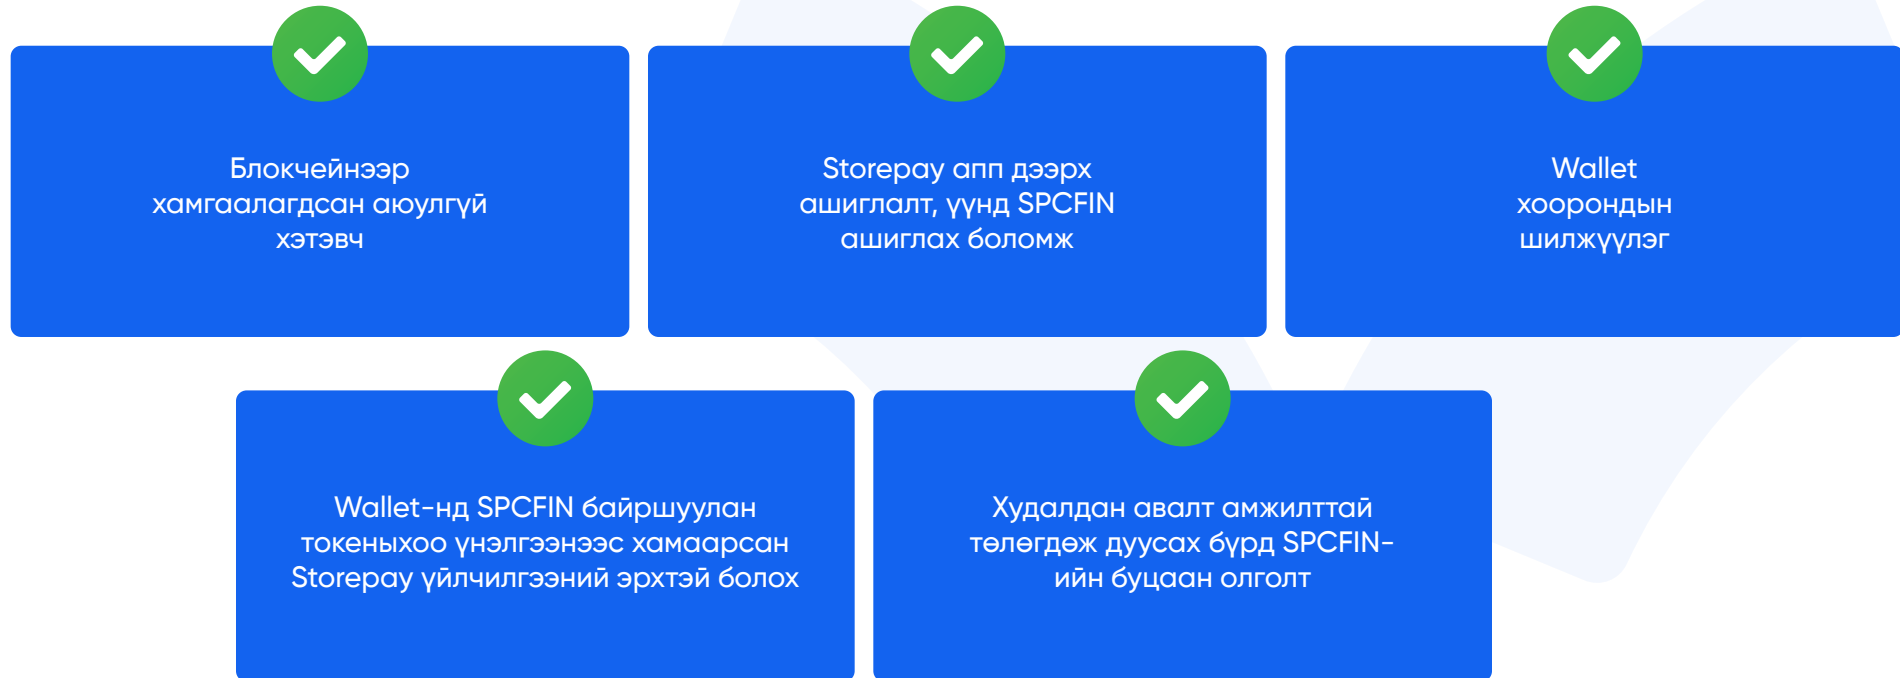 Блокчейнээр
хамгаалагдсан аюулгүй
хэтэвч
Storepay апп дээрх
ашиглалт, үүнд SPCFIN
ашиглах боломж
Wallet
хоорондын
шилжүүлэг
Wallet-нд SPCFIN байршуулан
токеныхоо үнэлгээнээс хамаарсан
Storepay үйлчилгээний эрхтэй болох
Худалдан авалт амжилттай
төлөгдөж дуусах бүрд SPCFIN-
ийн буцаан олголт